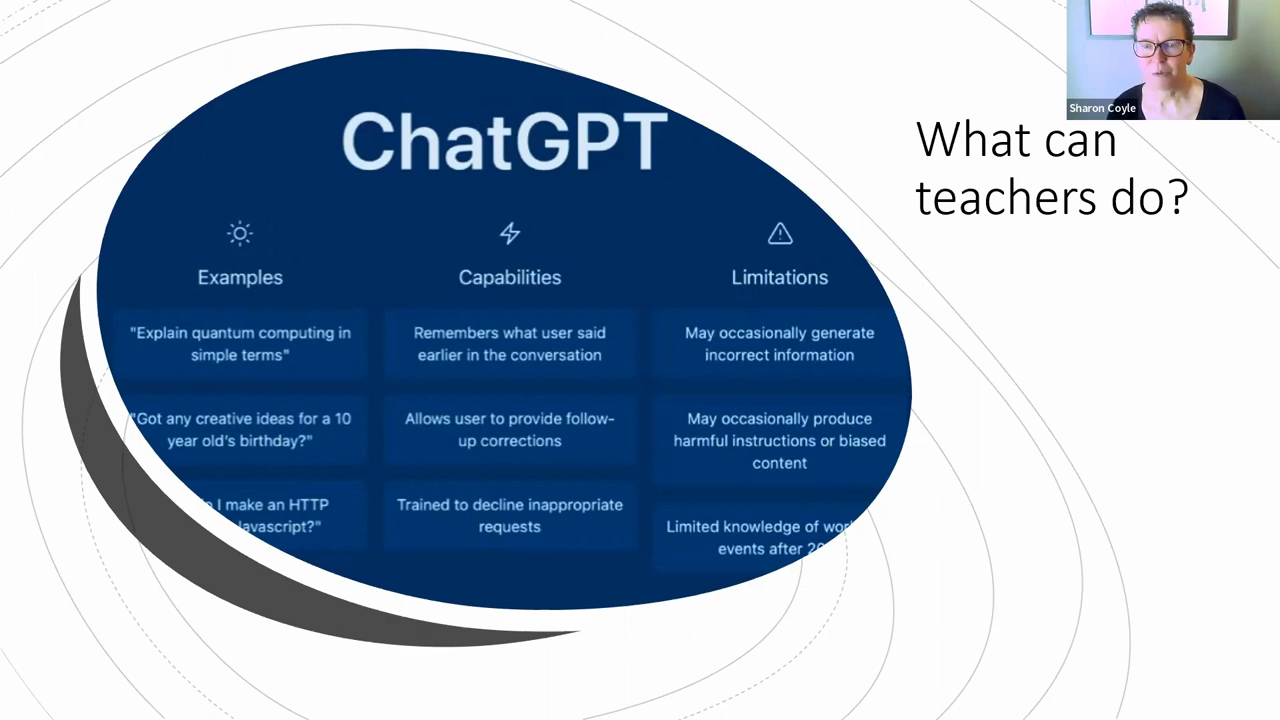 Sharon Coyle
What can
teachers do?
ChatGPT
Examples
"Explain quantum computing in
simple terms"
"Got any creative ideas for a 10
year old's birthday?"
I make an HTTP
Javascript?"
Capabilities
Remembers what user said
earlier in the conversation
Allows user to provide follow-
up corrections
Trained to decline inappropriate
requests
Limitations
May occasionally generate
incorrect information
May occasionally produce
harmful instructions or biased
content
Limited knowledge of
events after